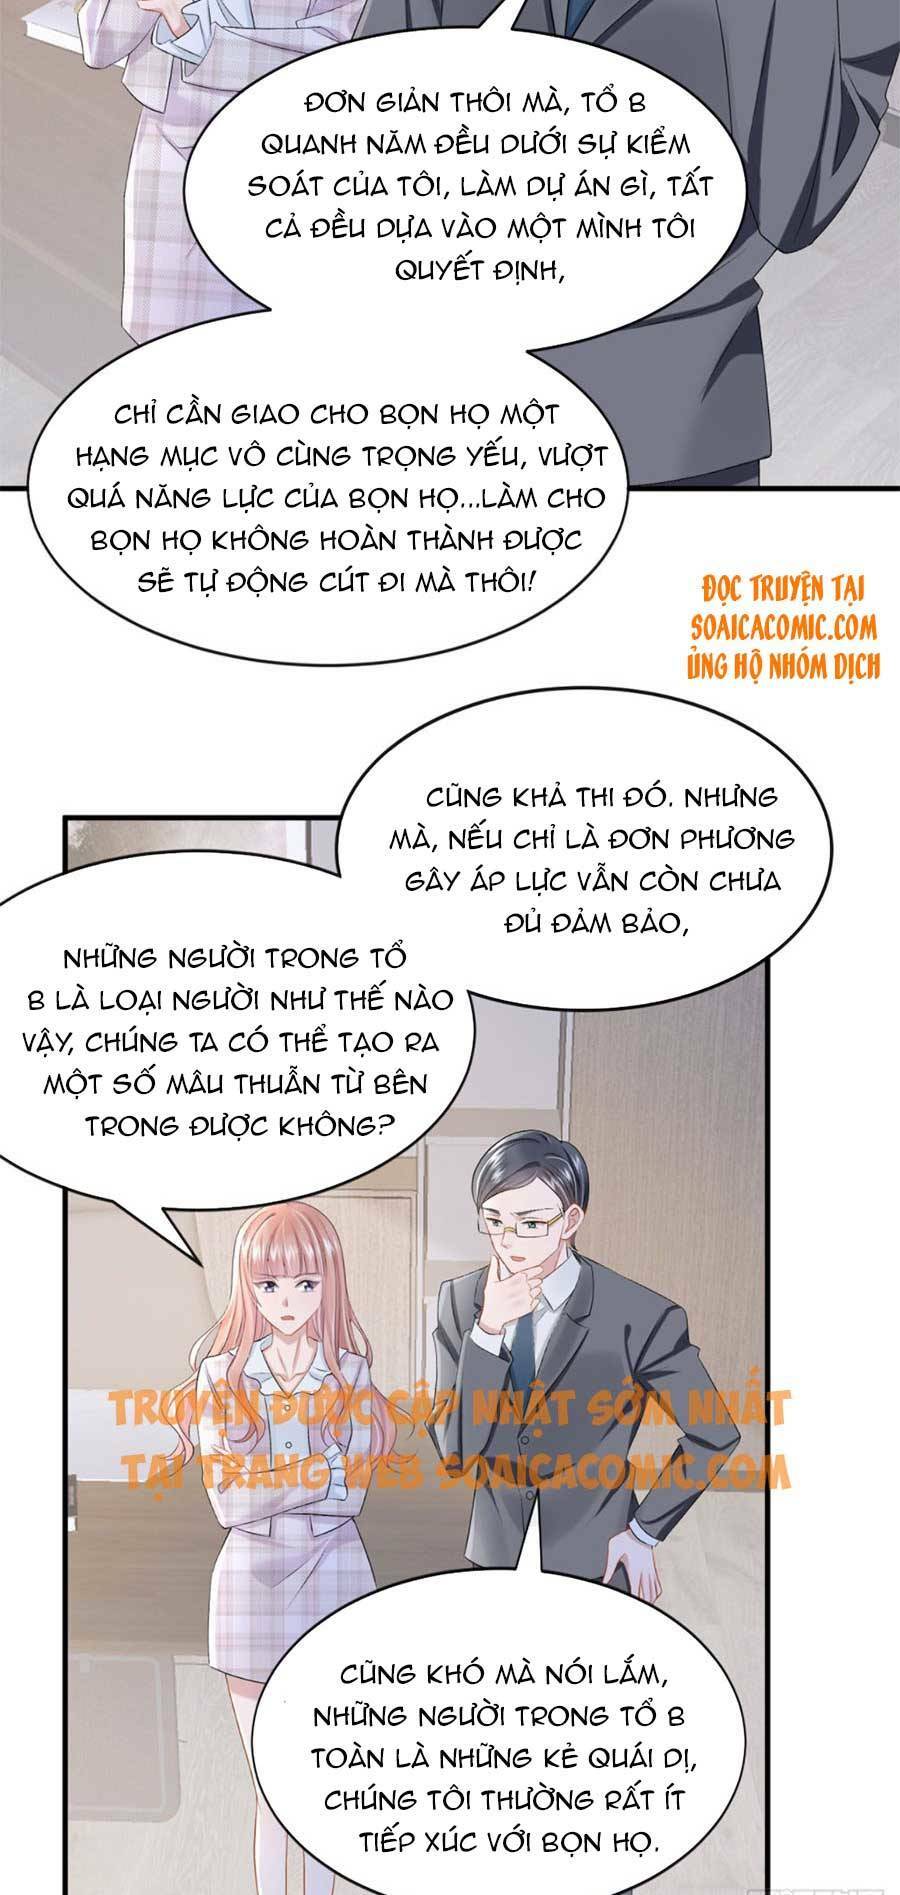 ĐƠN GIẢN THÔI MÀ, TỔ B
QUANH NĂM ĐỀU DƯỚI SỰ KIỂM
SOÁT CỦA TÔI, LÀM DỰ ÁN GÌ, TẤT
CẢ ĐỀU DỰA VÀO MỘT MÌNH TÔI
QUYẾT ĐỊNH,
CHỈ CẦN GIAO CHO BỌN HỌ MỘT
HẠNG MỤC VÔ CÙNG TRỌNG YẾU, VƯỢT
QUÁ NĂNG LỰC CỦA BỌN HỌ...LÀM CHO
BỌN HỌ KHÔNG HOÀN THÀNH ĐƯỢC
SẼ TỰ ĐỘNG CÚT ĐI MÀ THÔI!
ĐỌC TRUYỆN TẠI
SOAICACOMIC.COM
ỦNG HỘ NHÓM DỊCH
CŨNG KHẢ THI ĐÓ. NHƯNG
MÀ, NẾU CHỈ LÀ ĐƠN PHƯƠNG
GÂY ÁP LỰC VẪN CÒN CHƯA
ĐỦ ĐẢM BẢO,
NHỮNG NGƯỜI TRONG TỔ
B LÀ LOẠI NGƯỜI NHƯ THẾ NÀO
VẬY, CHÚNG TA CÓ THỂ TẠO RA
MỘT SỐ MÂU THUẪN TỪ BÊN
TRONG ĐƯỢC KHÔNG?
TRUYỆN ĐƯỢC CẬP NHẬT SỚM NHẤT
TẠI TRANG WEB SOAICACOMIC.COM
CŨNG KHÓ MÀ NÓI LẮM,
NHỮNG NGƯỜI TRONG TỔ B
TOÀN LÀ NHỮNG KẺ QUÁI DỊ,
CHÚNG TÔI THƯỜNG RẤT ÍT
TIẾP XÚC VỚI BỌN HỌ.